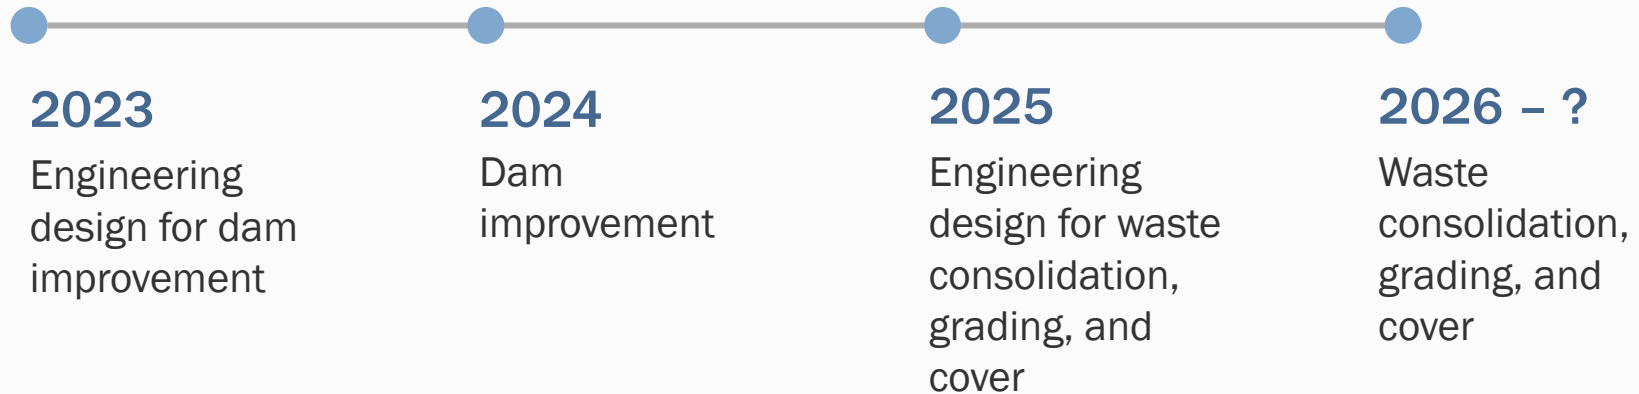 2023
Engineering
design for dam
improvement
2024
Dam
improvement
2025
Engineering
design for waste
consolidation,
grading, and
cover
2026 – ?
Waste
consolidation,
grading, and
cover